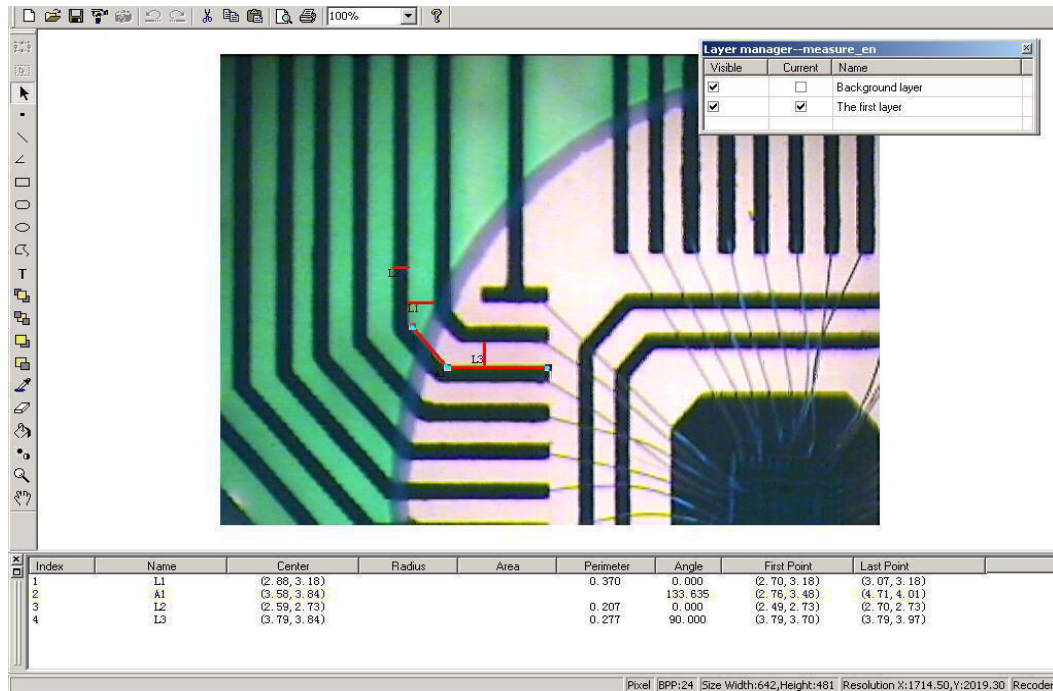 100%
Layer manager--measure_en
Visible Current Name
Background layer
The first layer
T
L2
L1
L3
A1
Index Name Center Radius Area Perimeter Angle First Point Last Point
1 L1 (2.88, 3.18) 0.370 0.000 (2.70, 3.18) (3.07, 3.18)
2 A1 (3.58, 3.84) 133.635 (2.76, 3.48) (4.71, 4.01)
3 L2 (2.59, 2.73) 0.207 0.000 (2.49, 2.73) (2.70, 2.73)
4 L3 (3.79, 3.84) 0.277 90.000 (3.79, 3.70) (3.79, 3.97)
Pixel BPP:24 Size Width:642,Height:481 Resolution X:1714.50,Y:2019.30 Recoder